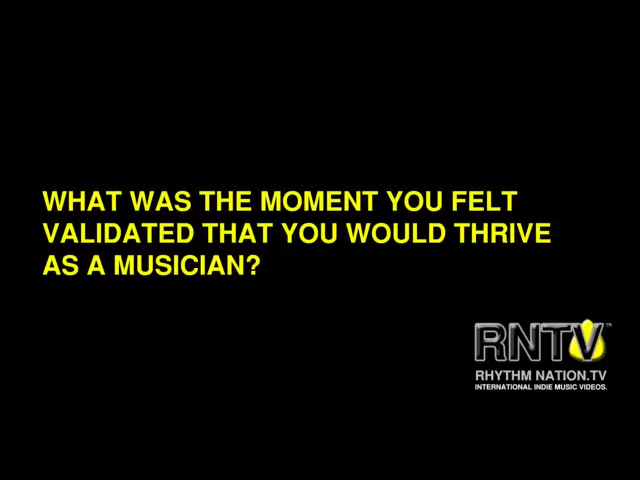 WHAT WAS THE MOMENT YOU FELT
VALIDATED THAT YOU WOULD THRIVE
AS A MUSICIAN?
RNTV™
RHYTHM NATION.TV
INTERNATIONAL INDIE MUSIC VIDEOS.